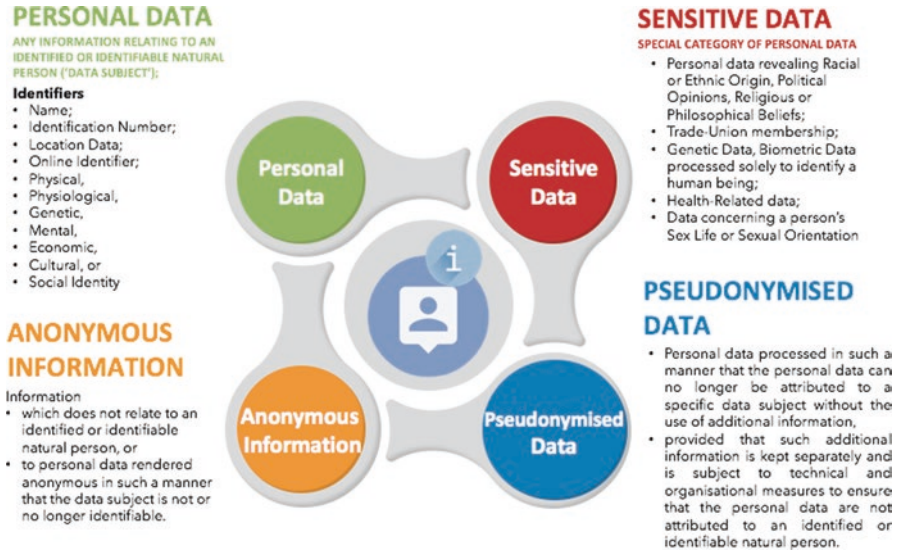 PERSONAL DATA
ANY INFORMATION RELATING TO AN
IDENTIFIED OR IDENTIFIABLE NATURAL
PERSON ('DATA SUBJECT');
Identifiers
• Name;
• Identification Number;
• Location Data;
• Online Identifier;
• Physical,
• Physiological,
• Genetic,
• Mental,
• Economic,
• Cultural, or
• Social Identity
ANONYMOUS
INFORMATION
Information
• which does not relate to an
identified or identifiable
natural person, or
• to personal data rendered
anonymous in such a manner
that the data subject is not or
no longer identifiable.
Personal
Data
Sensitive
Data
i
Anonymous
Information
Pseudonymised
Data
SENSITIVE DATA
SPECIAL CATEGORY OF PERSONAL DATA
• Personal data revealing Racial
or Ethnic Origin, Political
Opinions, Religious or
Philosophical Beliefs;
• Trade-Union membership;
• Genetic Data, Biometric Data
processed solely to identify a
human being;
• Health-Related data;
• Data concerning a person's
Sex Life or Sexual Orientation
PSEUDONYMISED
DATA
• Personal data processed in such a
manner that the personal data can
no longer be attributed to a
specific data subject without the
use of additional information,
• provided that such additional
information is kept separately and
is subject to technical and
organisational measures to ensure
that the personal data are not
attributed to an identified or
identifiable natural person.